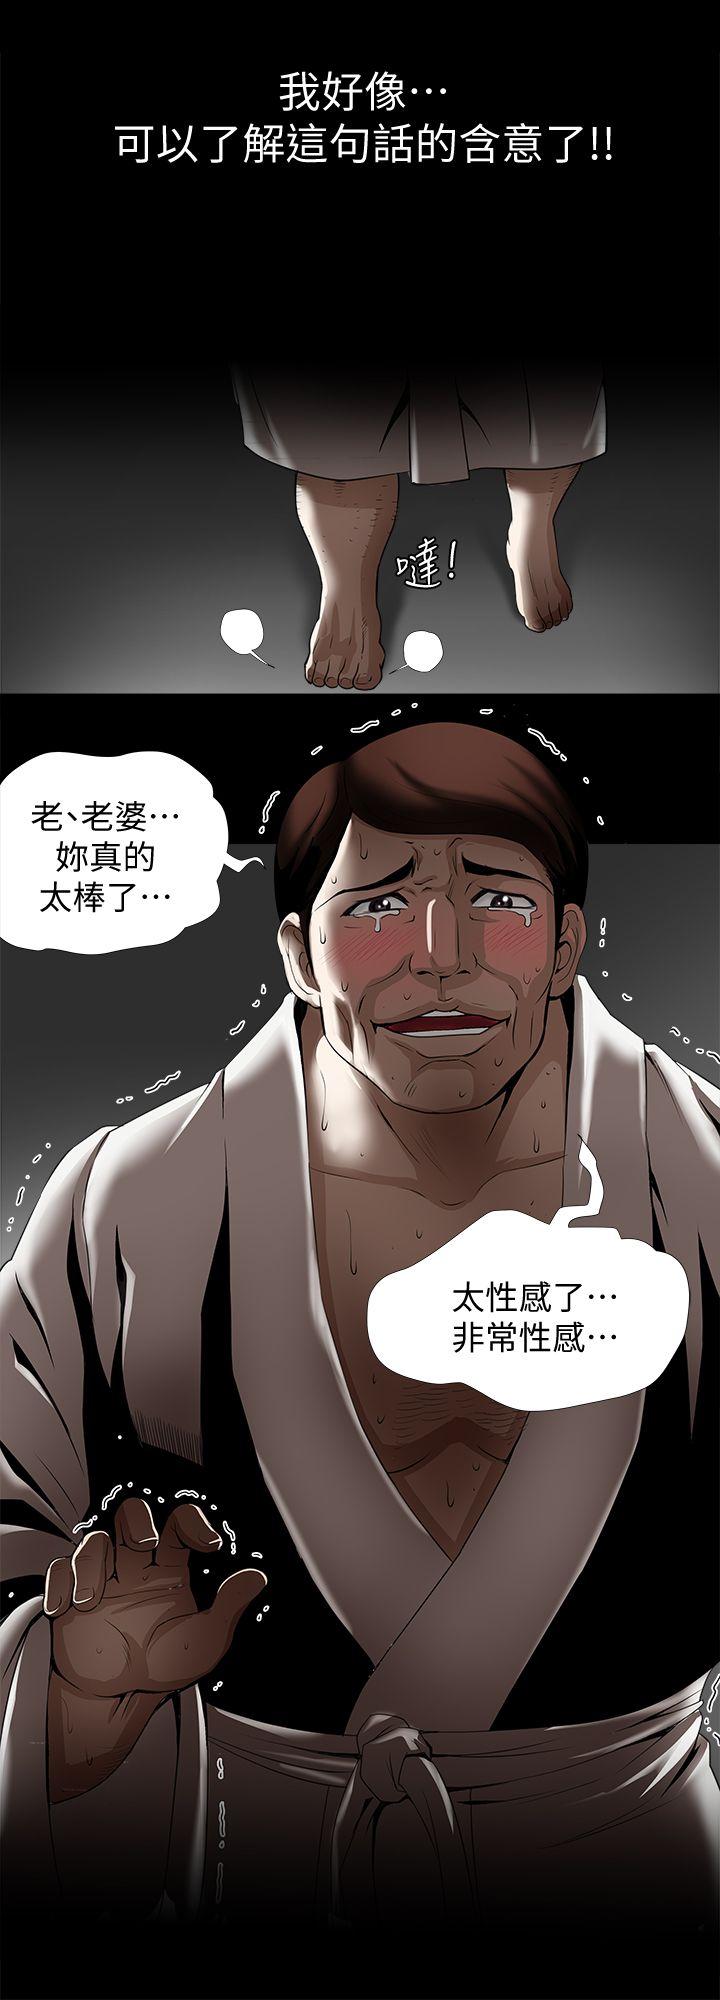 我好像…
可以了解這句話的含意了!!
噠!
老、老婆…
妳真的
太棒了…
太性感了…
非常性感…